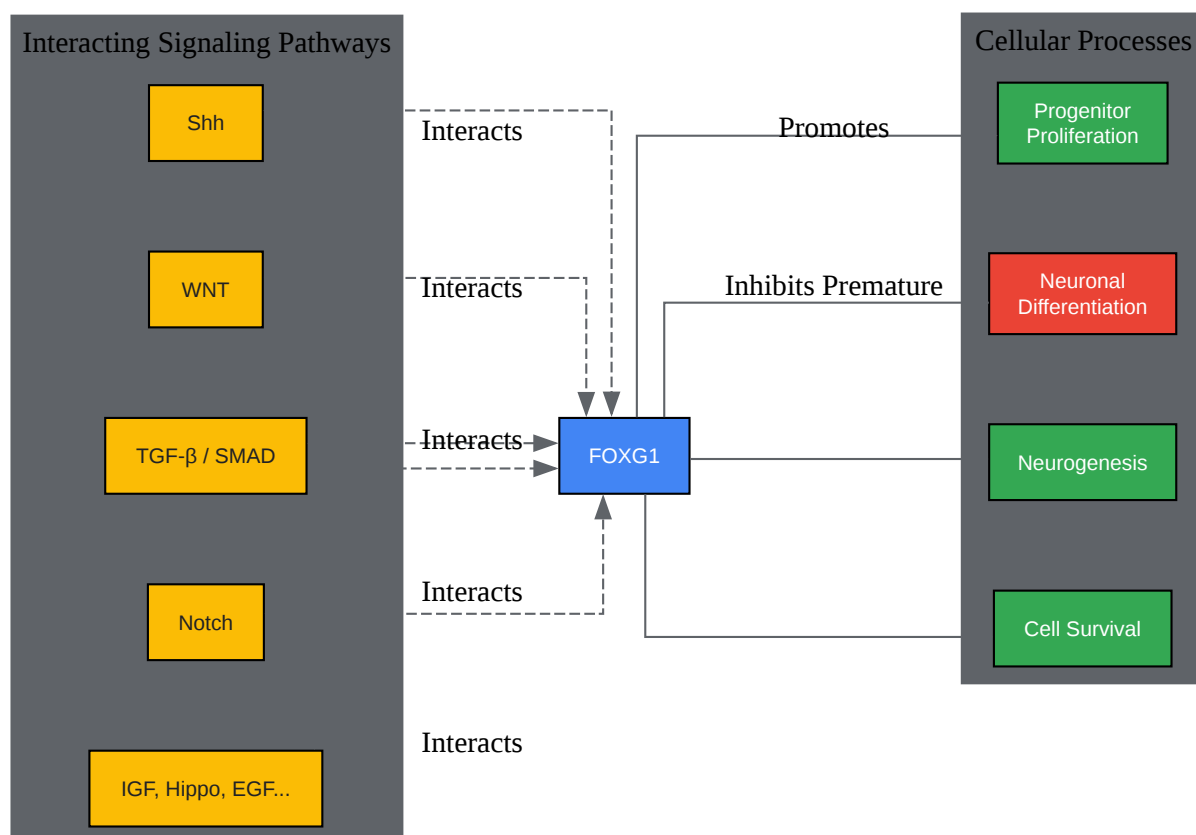 Interacting Signaling Pathways
Cellular Processes
Shh
Interacts
Promotes
Progenitor
Proliferation
WNT
Interacts
Inhibits Premature
Neuronal
Differentiation
TGF-β / SMAD
Interacts
FOXG1
Neurogenesis
Notch
Interacts
Cell Survival
Interacts
IGF, Hippo, EGF...